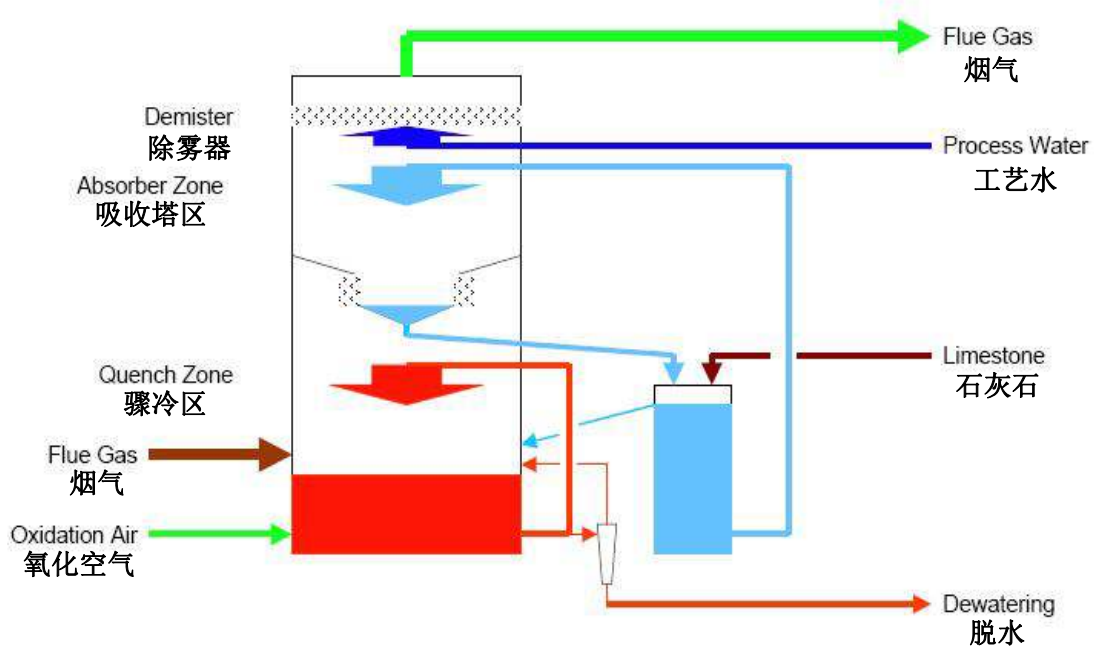 Flue Gas
烟气
Demister
除雾器
Process Water
工艺水
Absorber Zone
吸收塔区
Limestone
石灰石
Quench Zone
骤冷区
Flue Gas
烟气
Oxidation Air
氧化空气
Dewatering
脱水